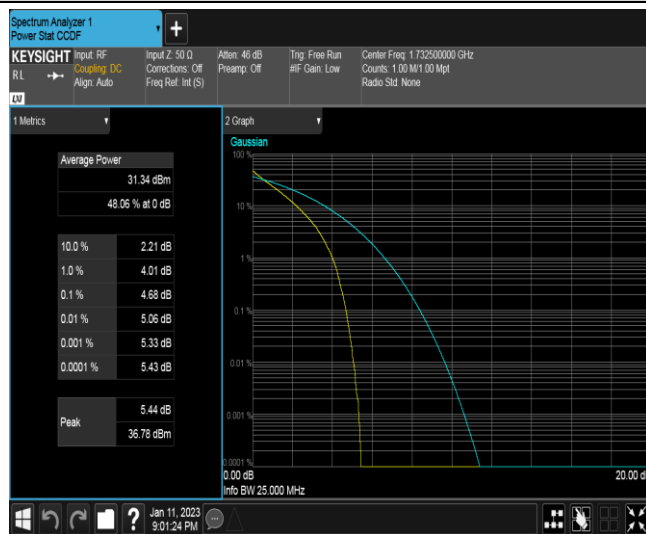 Spectrum Analyzer 1
Power Stat CCDF
+
KEYSIGHT
RL
LXI
Input: RF
Coupling: DC
Align: Auto
Input Z: 50 Ω
Corrections: Off
Freq Ref: Int (S)
Atten: 46 dB
Preamp: Off
Trig: Free Run
#IF Gain: Low
Center Freq: 1.732500000 GHz
Counts: 1.00 M/1.00 Mpt
Radio Std: None
1 Metrics
Average Power
31.34 dBm
48.06 % at 0 dB
10.0 % 2.21 dB
1.0 % 4.01 dB
0.1 % 4.68 dB
0.01 % 5.06 dB
0.001 % 5.33 dB
0.0001 % 5.43 dB
Peak
5.44 dB
36.78 dBm
2 Graph
Gaussian
100 %
10 %
1 %
0.1 %
0.01 %
0.001 %
0.0001 %
0.00 dB
20.00 d
Info BW 25.000 MHz
?
Jan 11, 2023
9:01:24 PM